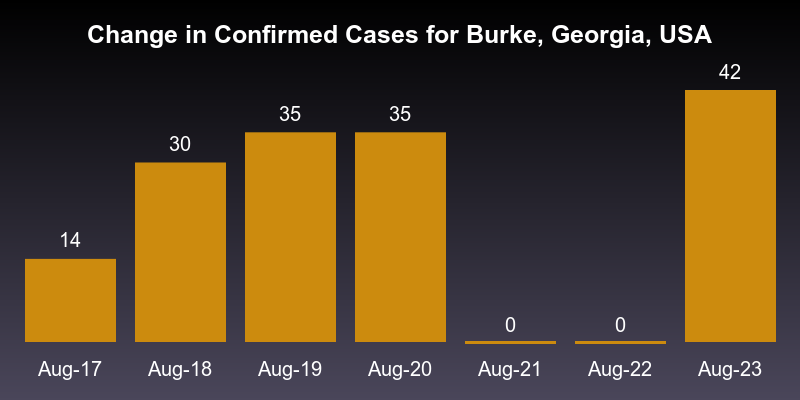 Change in Confirmed Cases for Burke, Georgia, USA
42
35
35
30
14
0
0
Aug-17
Aug-18
Aug-19
Aug-20
Aug-21
Aug-22
Aug-23